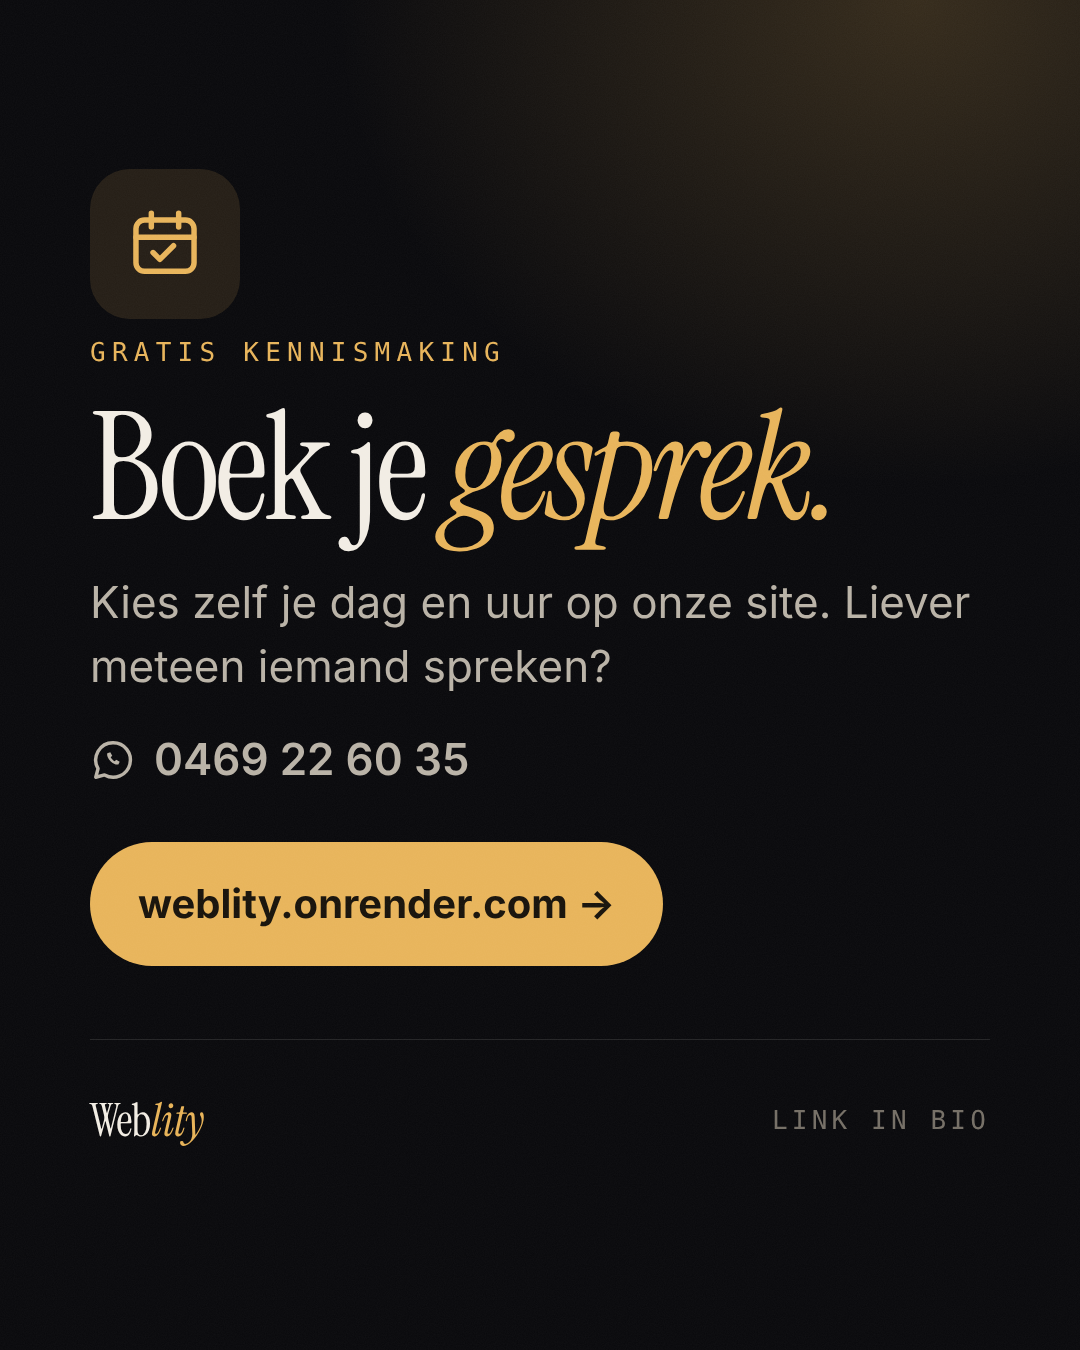 GRATIS KENNISMAKING
Boek je gesprek.
Kies zelf je dag en uur op onze site. Liever
meteen iemand spreken?
0469 22 60 35
weblity.onrender.com →
Weblity
LINK IN BIO